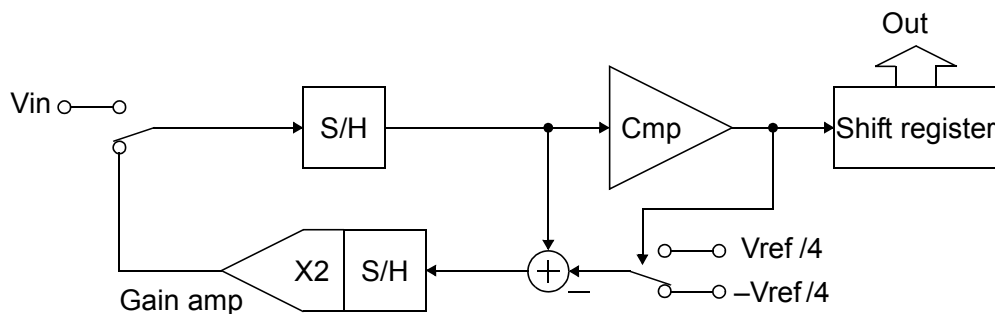 Out
Vin
S/H
Cmp
Shift register
X2
S/H
Gain amp
+
–
Vref /4
–Vref /4